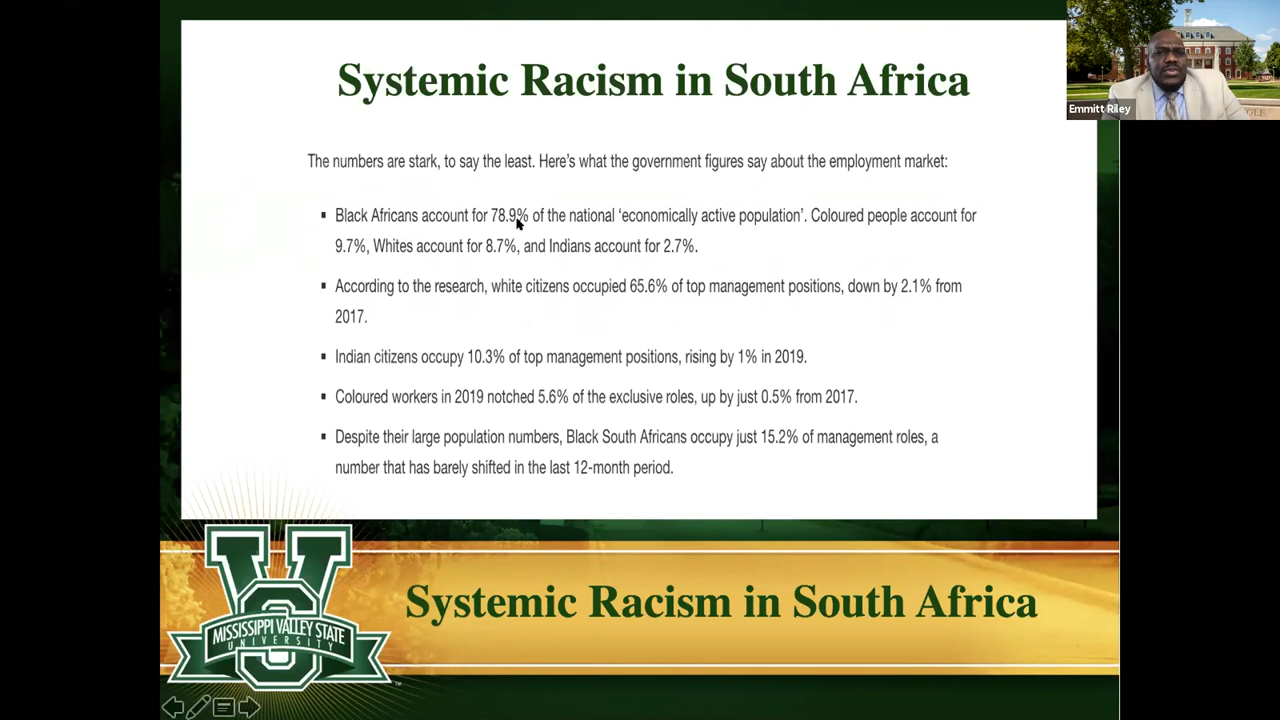 Systemic Racism in South Africa
Emmitt Riley
The numbers are stark, to say the least. Here's what the government figures say about the employment market:
▪ Black Africans account for 78.9% of the national ‘economically active population’. Coloured people account for
9.7%, Whites account for 8.7%, and Indians account for 2.7%.
▪ According to the research, white citizens occupied 65.6% of top management positions, down by 2.1% from
2017.
▪ Indian citizens occupy 10.3% of top management positions, rising by 1% in 2019.
▪ Coloured workers in 2019 notched 5.6% of the exclusive roles, up by just 0.5% from 2017.
▪ Despite their large population numbers, Black South Africans occupy just 15.2% of management roles, a
number that has barely shifted in the last 12-month period.
VS
MISSISSIPPI VALLEY STATE
UNIVERSITY
™
Systemic Racism in South Africa